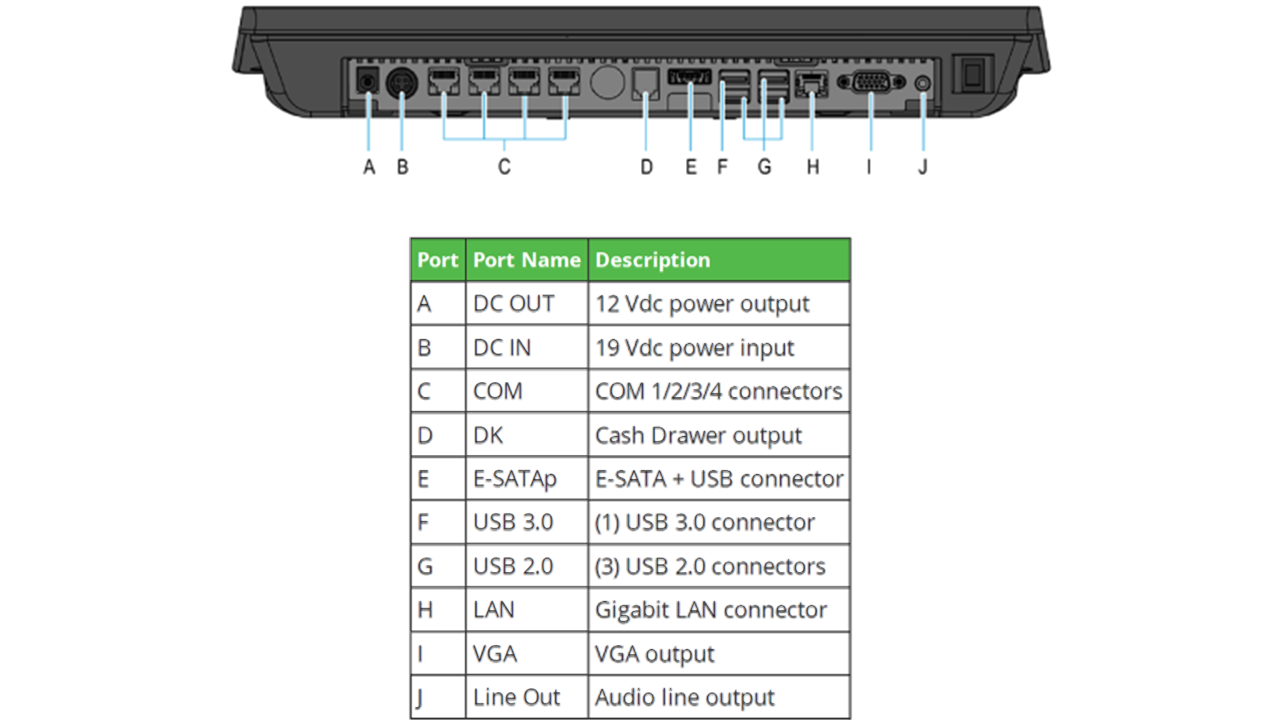 A B C D E F G H I J
Port Port Name Description
A DC OUT 12 Vdc power output
B DC IN 19 Vdc power input
C COM COM 1/2/3/4 connectors
D DK Cash Drawer output
E E-SATAp E-SATA + USB connector
F USB 3.0 (1) USB 3.0 connector
G USB 2.0 (3) USB 2.0 connectors
H LAN Gigabit LAN connector
I VGA VGA output
J Line Out Audio line output